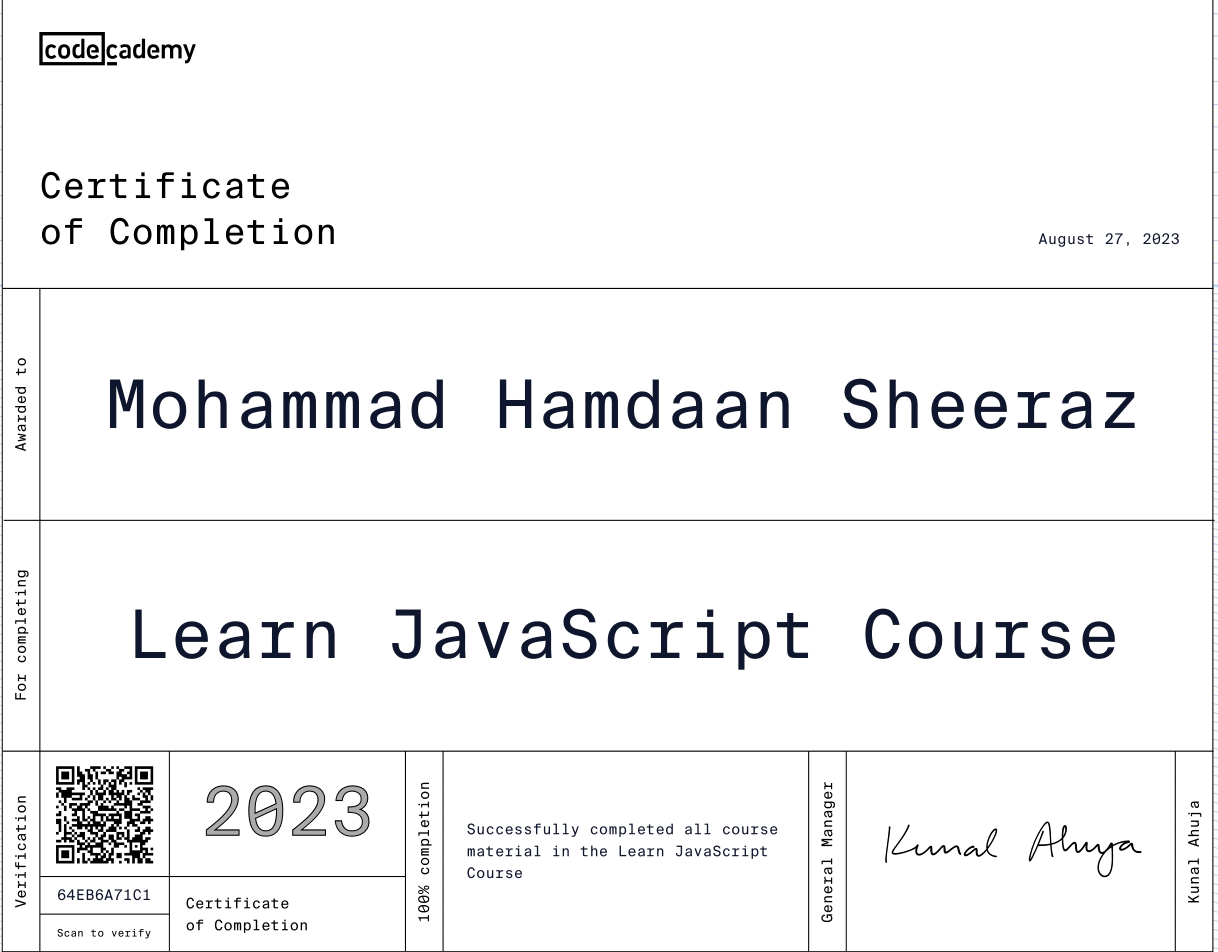 codecademy
Certificate
of Completion
August 27, 2023
Awarded to
Mohammad Hamdaan Sheeraz
For completing
Learn JavaScript Course
Verification
64EB6A71C1
Scan to verify
2023
Certificate
of Completion
100% completion
Successfully completed all course
material in the Learn JavaScript
Course
General Manager
Kunal Ahuja
Kunal Ahuja